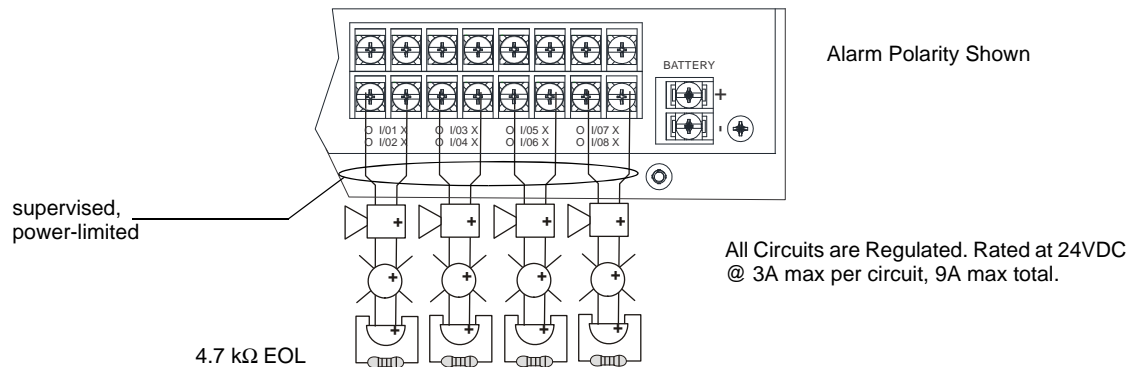 Alarm Polarity Shown
BATTERY
+
-
O I/01 X O I/03 X O I/05 X O I/07 X
O I/02 X O I/04 X O I/06 X O I/08 X
supervised,
power-limited
+ + + +
All Circuits are Regulated. Rated at 24VDC
@ 3A max per circuit, 9A max total.
+ + + +
+ + + +
4.7 kΩ EOL